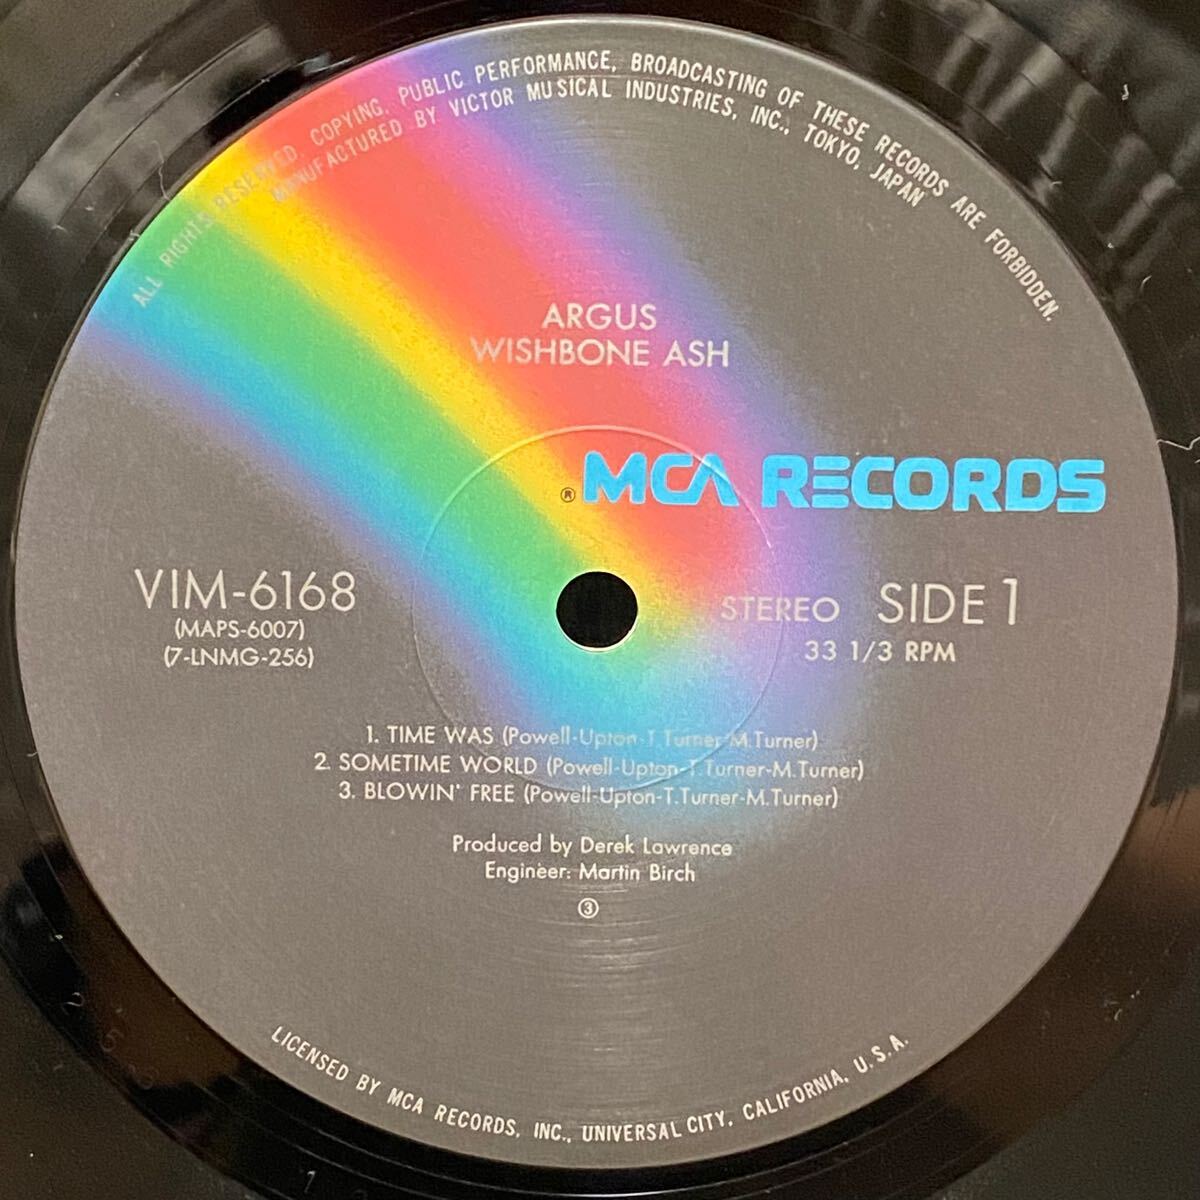 ALL RIGHTS RESERVED. COPYING, PUBLIC PERFORMANCE, BROADCASTING OF THESE RECORDS ARE FORBIDDEN.
MANUFACTURED BY VICTOR MUSICAL INDUSTRIES, INC., TOKYO, JAPAN
ARGUS
WISHBONE ASH
® MCA RECORDS
VIM-6168
(MAPS-6007)
(7-LNMG-256)
STEREO SIDE 1
33 1/3 RPM
1. TIME WAS (Powell-Upton-T.Turner-M.Turner)
2. SOMETIME WORLD (Powell-Upton-T.Turner-M.Turner)
3. BLOWIN' FREE (Powell-Upton-T.Turner-M.Turner)
Produced by Derek Lawrence
Engineer: Martin Birch
③
LICENSED BY MCA RECORDS, INC., UNIVERSAL CITY, CALIFORNIA, U.S.A.